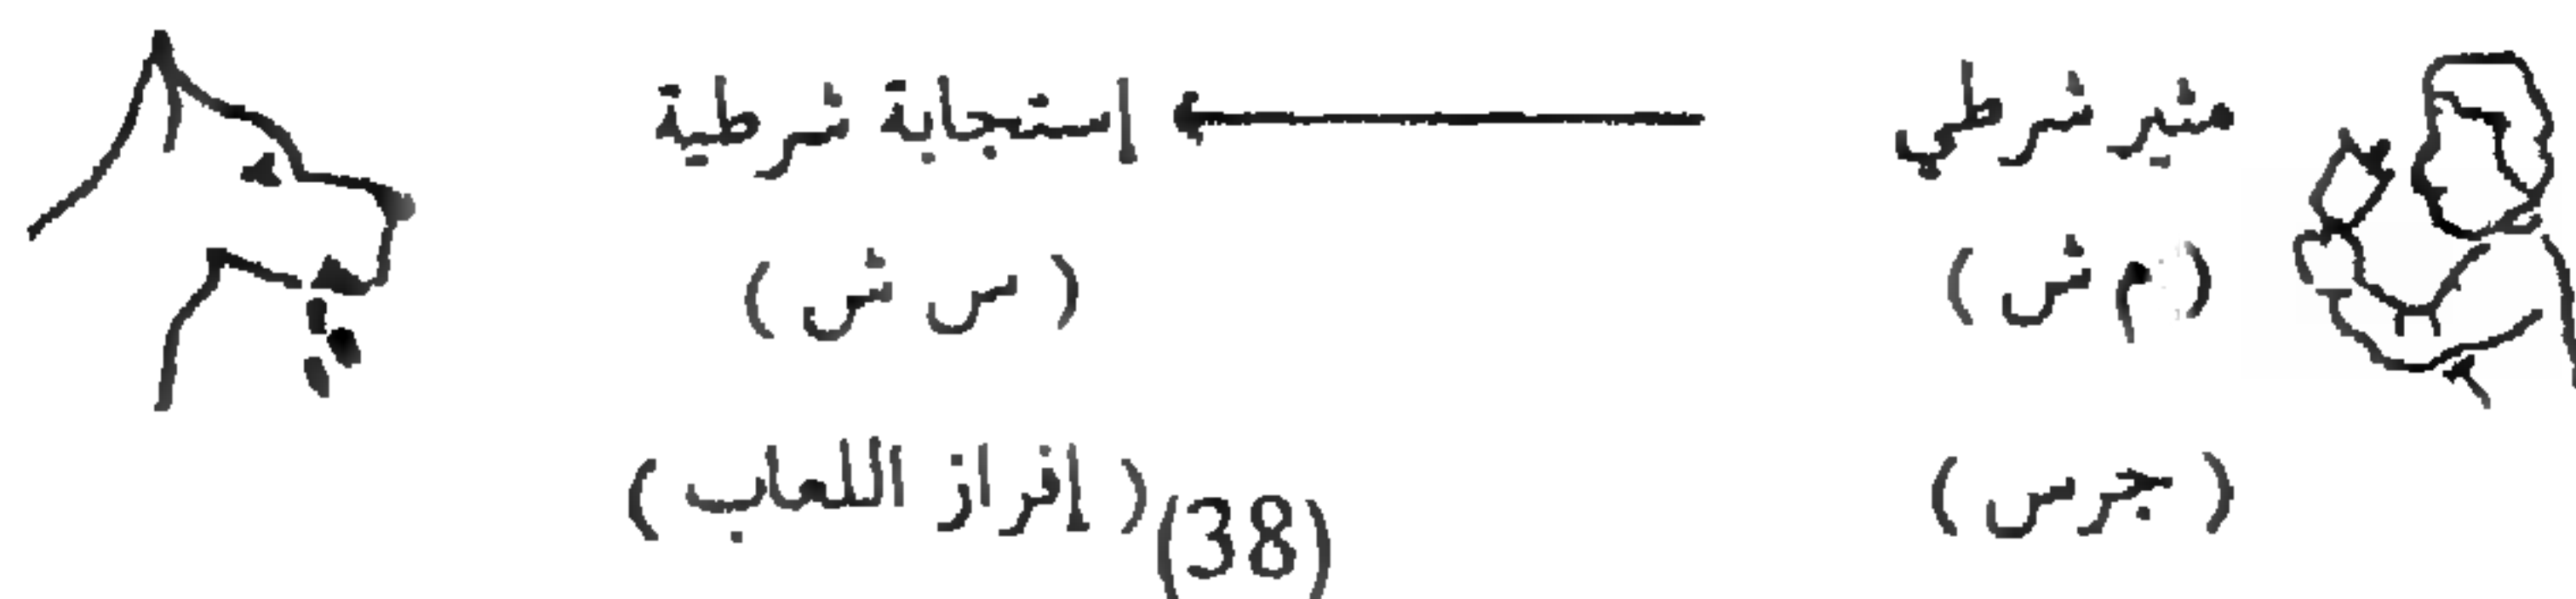 مثير شرطي ← إستجابة شرطية
( م ش ) ( س ش )
( جرس ) ( إفراز اللعاب )
(38)